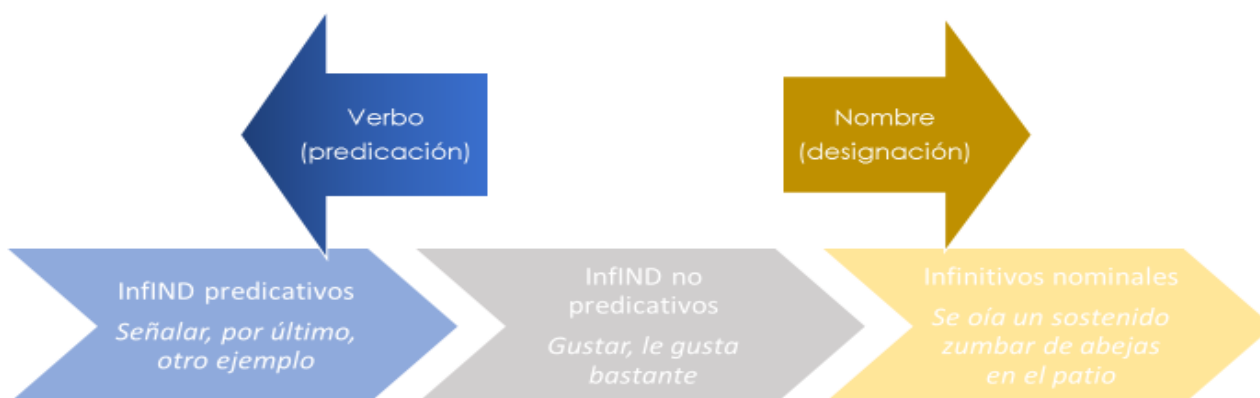 Verbo
(predicación)
Nombre
(designación)
InfIND predicativos
Señalar, por último,
otro ejemplo
InfIND no
predicativos
Gustar, le gusta
bastante
Infinitivos nominales
Se oía un sostenido
zumbar de abejas
en el patio